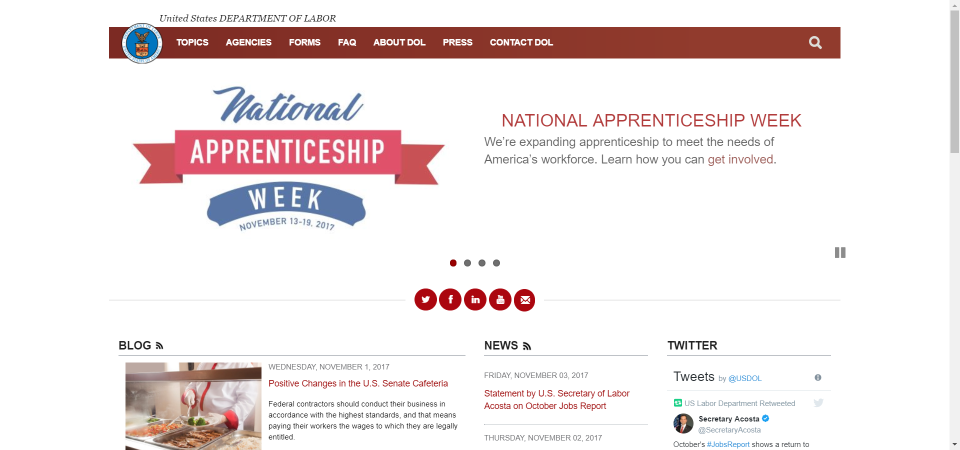 United States DEPARTMENT OF LABOR
TOPICS AGENCIES FORMS FAQ ABOUT DOL PRESS CONTACT DOL
National
APPRENTICESHIP
WEEK
NOVEMBER 13-19, 2017
NATIONAL APPRENTICESHIP WEEK
We're expanding apprenticeship to meet the needs of
America's workforce. Learn how you can get involved.
BLOG
WEDNESDAY, NOVEMBER 1, 2017
Positive Changes in the U.S. Senate Cafeteria
Federal contractors should conduct their business in
accordance with the highest standards, and that means
paying their workers the wages to which they are legally
entitled.
NEWS
FRIDAY, NOVEMBER 03, 2017
Statement by U.S. Secretary of Labor
Acosta on October Jobs Report
THURSDAY, NOVEMBER 02, 2017
TWITTER
Tweets by @USDOL
US Labor Department Retweeted
Secretary Acosta
@SecretaryAcosta
October's #JobsReport shows a return to